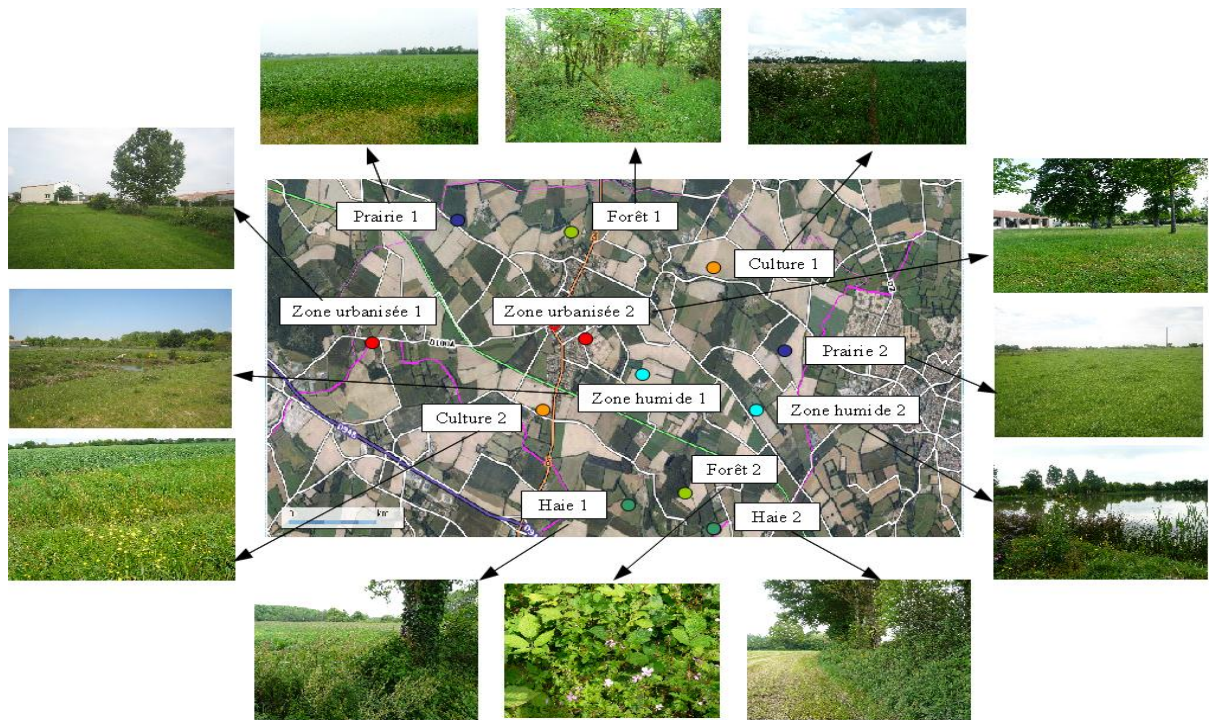 Prairie 1
Forêt 1
Culture 1
Zone urbanisée 1
Zone urbanisée 2
Prairie 2
Zone humide 1
Zone humide 2
Culture 2
Forêt 2
Haie 1
Haie 2
km